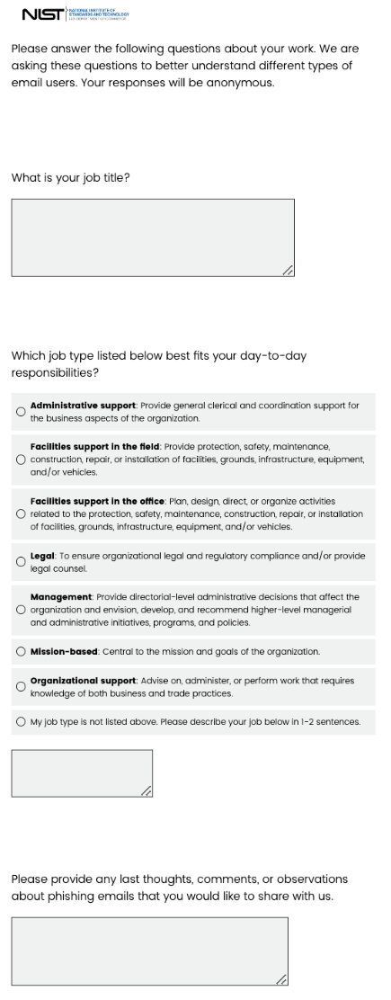 NIST NATIONAL INSTITUTE OF
STANDARDS AND TECHNOLOGY
U.S. DEPARTMENT OF COMMERCE
Please answer the following questions about your work. We are
asking these questions to better understand different types of
email users. Your responses will be anonymous.
What is your job title?
Which job type listed below best fits your day-to-day
responsibilities?
Administrative support: Provide general clerical and coordination support for
the business aspects of the organization.
Facilities support in the field: Provide protection, safety, maintenance,
construction, repair, or installation of facilities, grounds, infrastructure, equipment,
and/or vehicles.
Facilities support in the office: Plan, design, direct, or organize activities
related to the protection, safety, maintenance, construction, repair, or installation
of facilities, grounds, infrastructure, equipment, and/or vehicles.
Legal: To ensure organizational legal and regulatory compliance and/or provide
legal counsel.
Management: Provide directorial-level administrative decisions that affect the
organization and envision, develop, and recommend higher-level managerial
and administrative initiatives, programs, and policies.
Mission-based: Central to the mission and goals of the organization.
Organizational support: Advise on, administer, or perform work that requires
knowledge of both business and trade practices.
My job type is not listed above. Please describe your job below in 1-2 sentences.
Please provide any last thoughts, comments, or observations
about phishing emails that you would like to share with us.